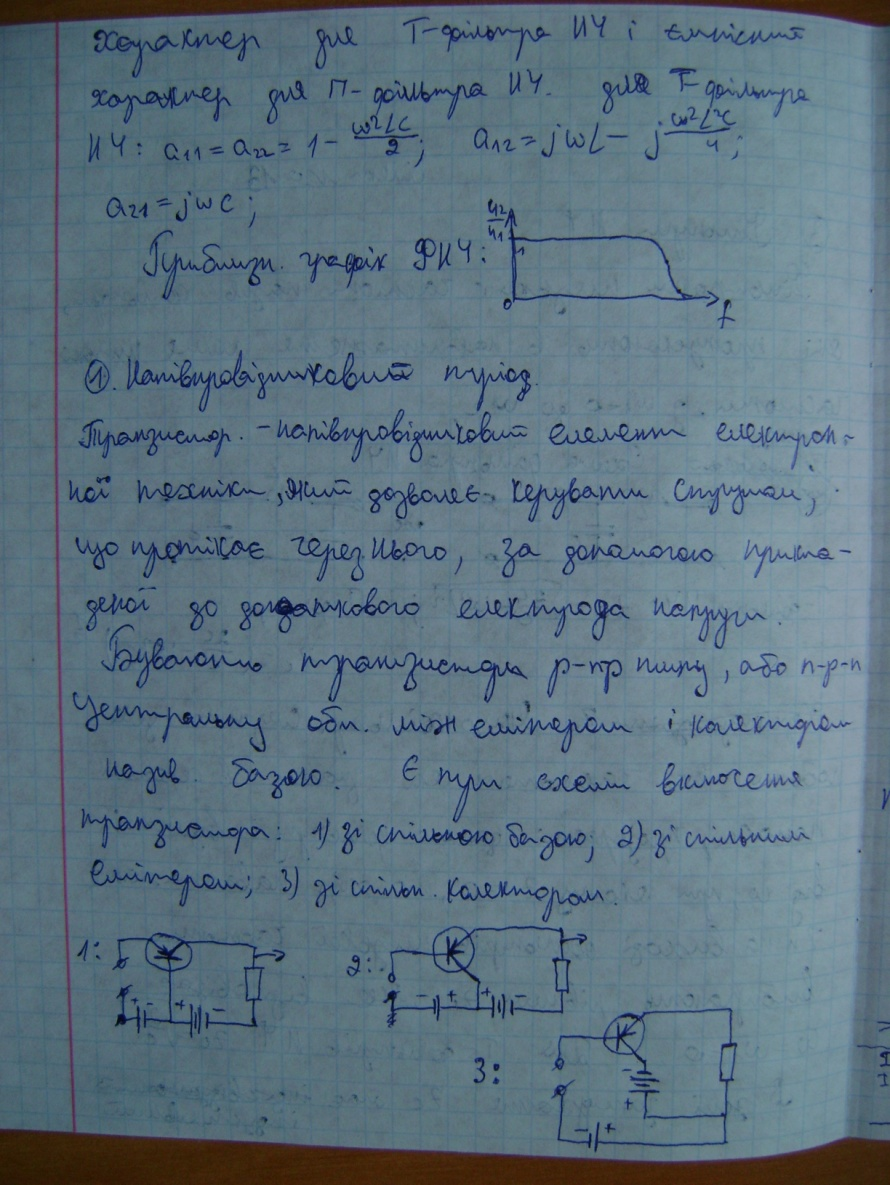 характер для Т-фільтра НЧ і ємнісний
характер для П-фільтра НЧ. для Т-фільтра
НЧ: a₁₁ = a₂₂ = 1 - ω²LC/2; a₁₂ = jωL - j ω²L²C/4;
a₂₁ = jωC;
Приблизн. графік ФНЧ: U₂/U₁ 1 0 f
①. Напівпровідниковий тріод.
Транзистор. - напівпровідниковий елемент електрон-
ної техніки, який дозволяє керувати струмом,
що протікає через нього, за допомогою прикла-
деної до додаткового електрода напруги.
Бувають транзистори р-пр типу, або n-p-n
Центральну обл. між емітером і колектором
назив. базою. Є три схеми включення
транзистора: 1) зі спільною базою; 2) зі спільним
емітером; 3) зі спільн. колектором.
1: + - + -
2: - + + -
3: - +
- +